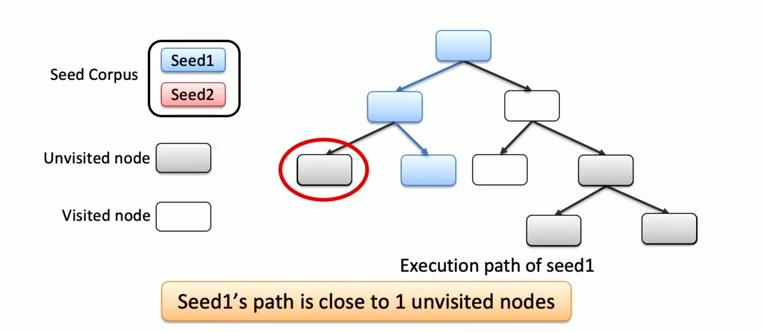 Seed Corpus
Seed1
Seed2
Unvisited node
Visited node
Execution path of seed1
Seed1's path is close to 1 unvisited nodes